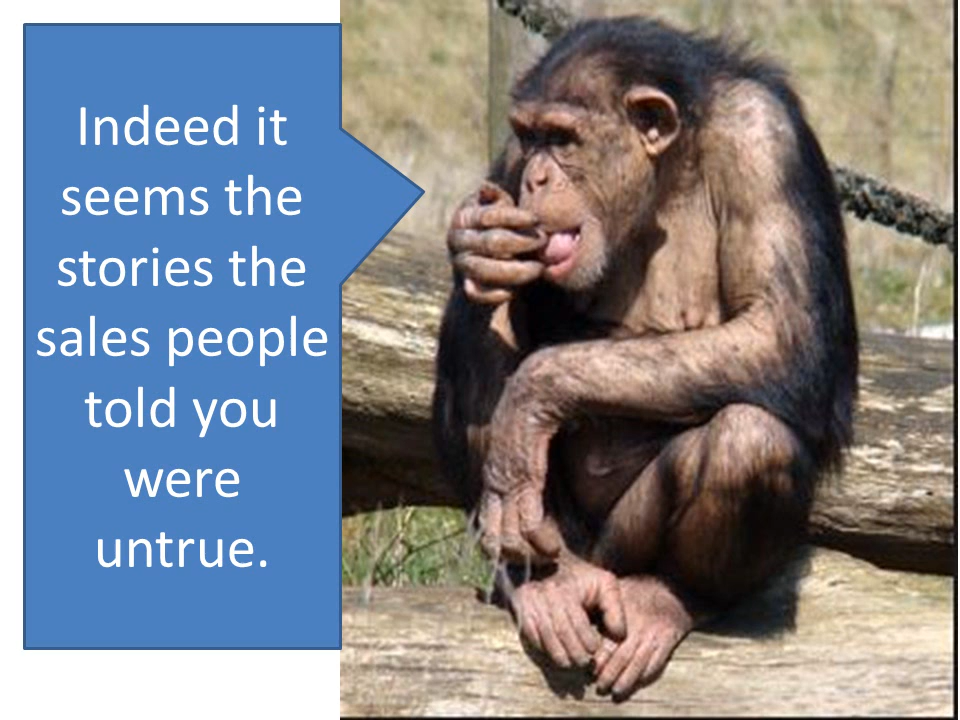 Indeed it
seems the
stories the
sales people
told you
were
untrue.